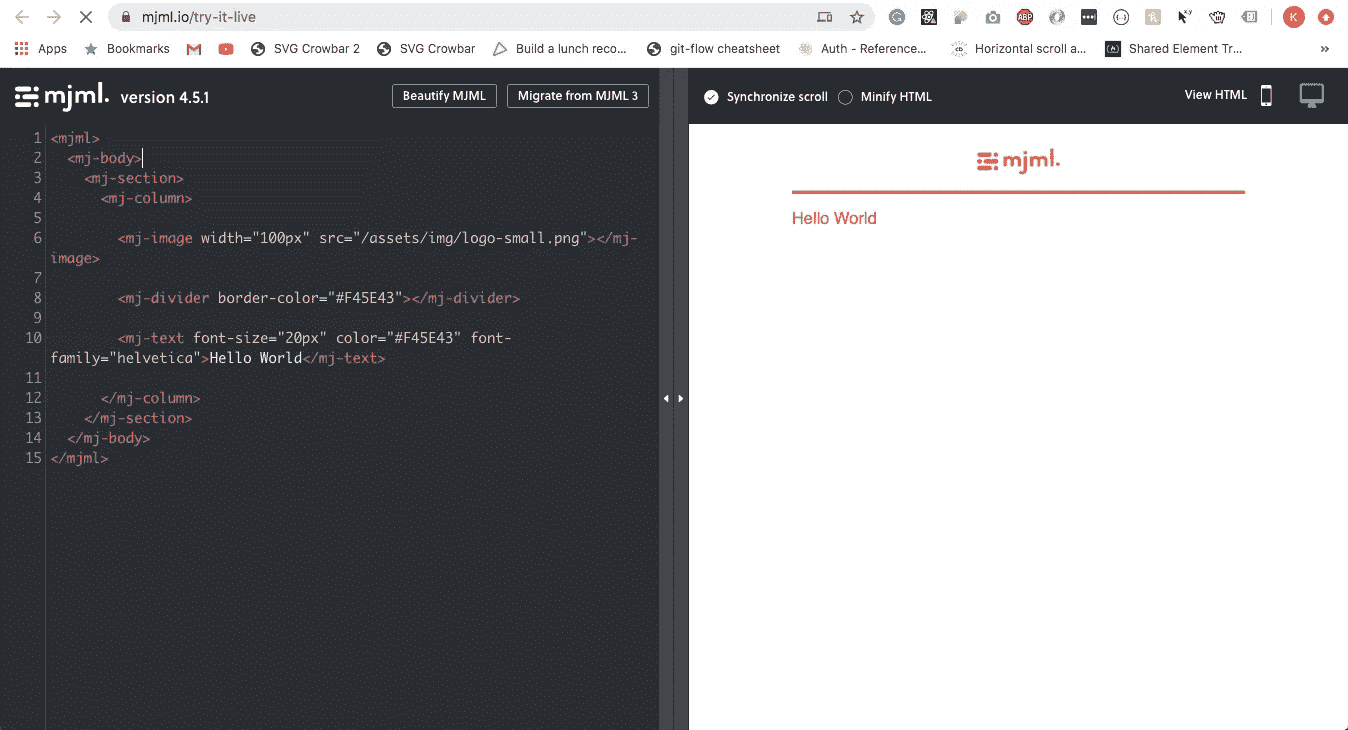 mjml.io/try-it-live
ABP
K
Apps Bookmarks SVG Crowbar 2 SVG Crowbar Build a lunch reco... git-flow cheatsheet Auth - Reference... Horizontal scroll a... Shared Element Tr... »
mjml. version 4.5.1 Beautify MJML Migrate from MJML 3 Synchronize scroll Minify HTML View HTML
1 <mjml>
2 <mj-body>
3 <mj-section>
4 <mj-column>
5
6 <mj-image width="100px" src="/assets/img/logo-small.png"></mj-
image>
7
8 <mj-divider border-color="#F45E43"></mj-divider>
9
10 <mj-text font-size="20px" color="#F45E43" font-
family="helvetica">Hello World</mj-text>
11
12 </mj-column>
13 </mj-section>
14 </mj-body>
15 </mjml>
mjml.
Hello World